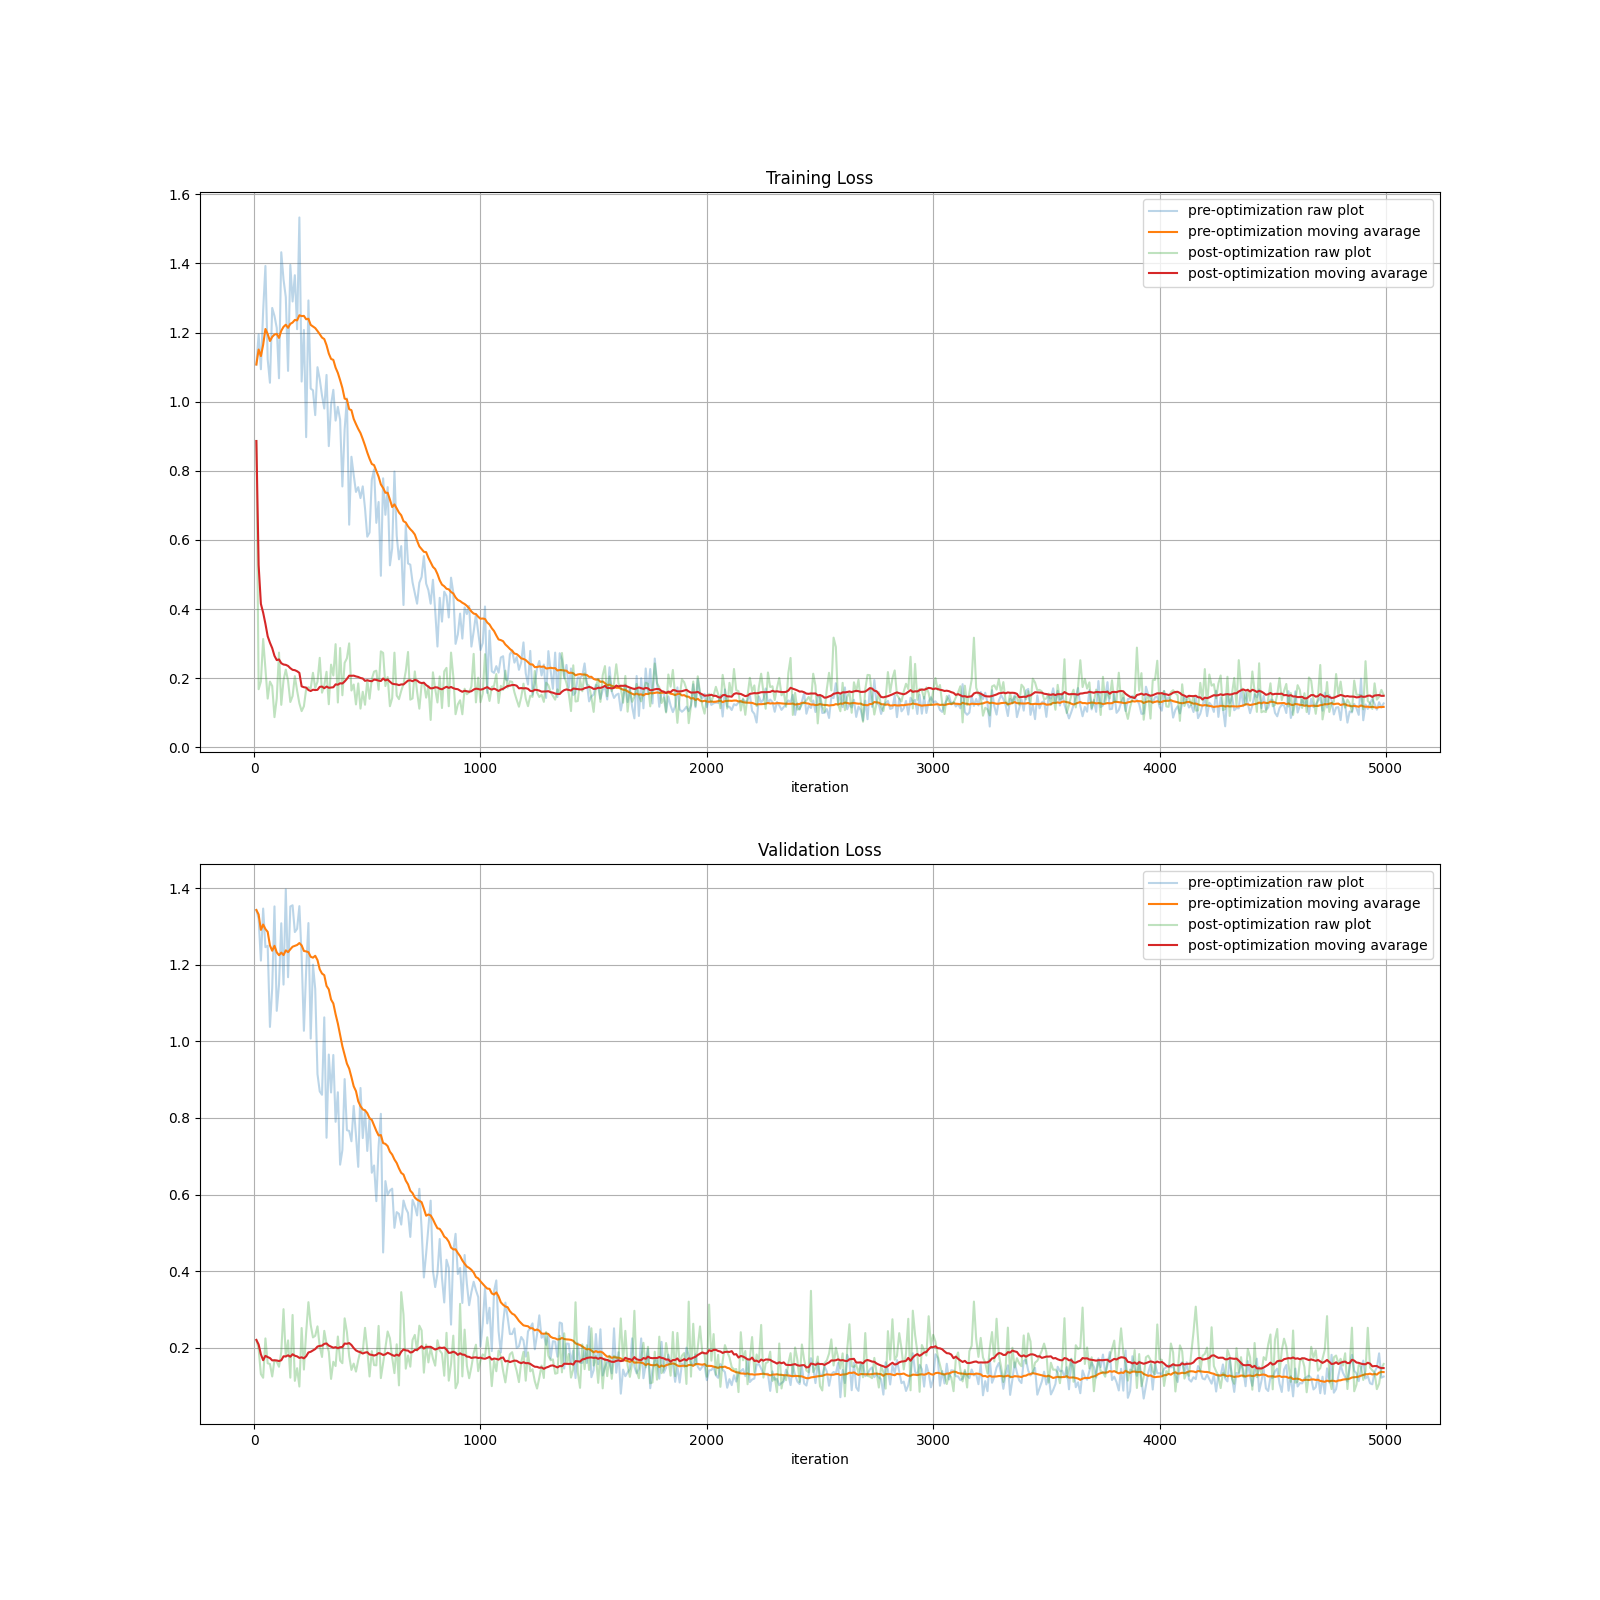 Training Loss
1.6
1.4
1.2
1.0
0.8
0.6
0.4
0.2
0.0
pre-optimization raw plot
pre-optimization moving avarage
post-optimization raw plot
post-optimization moving avarage
0 1000 2000 3000 4000 5000
iteration
Validation Loss
1.4
1.2
1.0
0.8
0.6
0.4
0.2
pre-optimization raw plot
pre-optimization moving avarage
post-optimization raw plot
post-optimization moving avarage
0 1000 2000 3000 4000 5000
iteration